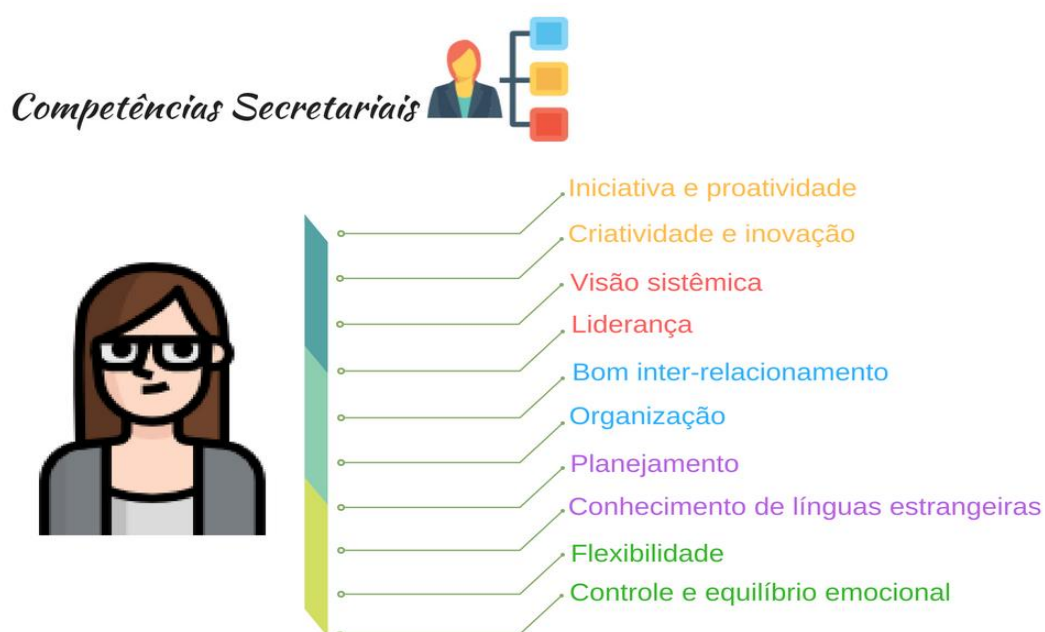 Competências Secretariais
Iniciativa e proatividade
Criatividade e inovação
Visão sistêmica
Liderança
Bom inter-relacionamento
Organização
Planejamento
Conhecimento de línguas estrangeiras
Flexibilidade
Controle e equilíbrio emocional